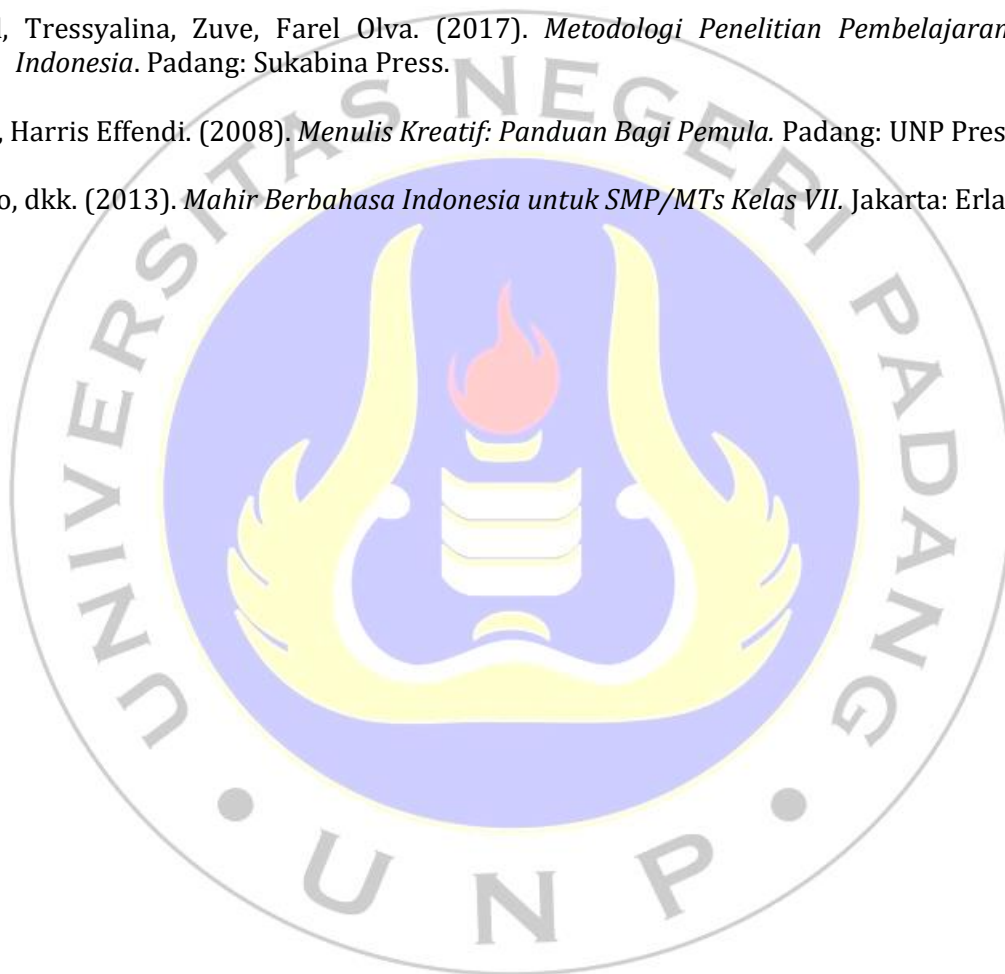 , Tressyalina, Zuve, Farel Olva. (2017). Metodologi Penelitian Pembelajaran
Indonesia. Padang: Sukabina Press.
, Harris Effendi. (2008). Menulis Kreatif: Panduan Bagi Pemula. Padang: UNP Pres
o, dkk. (2013). Mahir Berbahasa Indonesia untuk SMP/MTs Kelas VII. Jakarta: Erla
UNIVERSITAS NEGERI PADANG
UNP